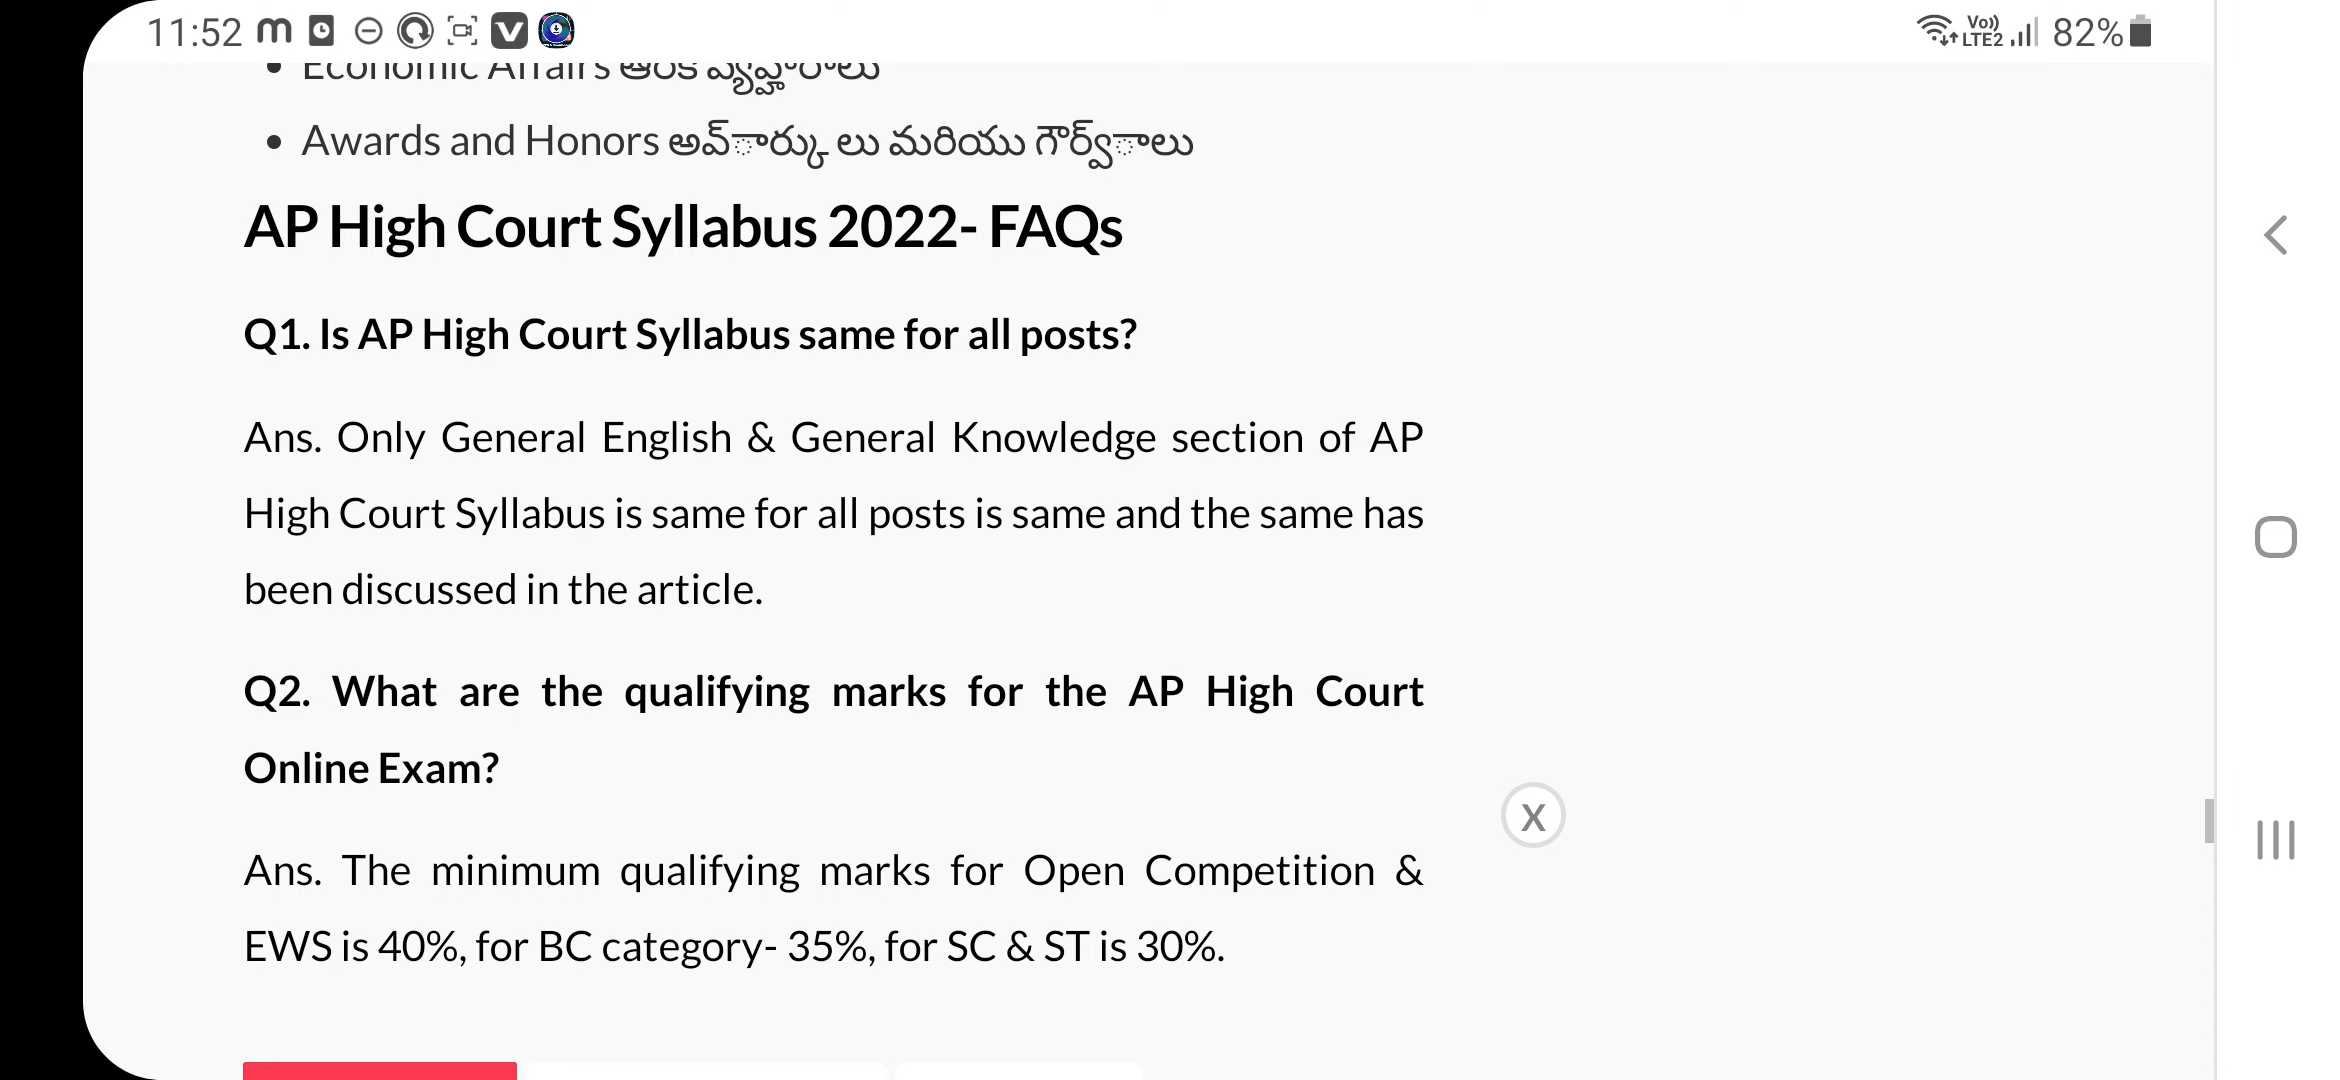 11:52 Vo)) LTE2 82%
• Economic Affairs
• Awards and Honors అవ్ార్కులు మరియు గౌర్వ్ాలు
AP High Court Syllabus 2022- FAQs
Q1. Is AP High Court Syllabus same for all posts?
Ans. Only General English & General Knowledge section of AP
High Court Syllabus is same for all posts is same and the same has
been discussed in the article.
Q2. What are the qualifying marks for the AP High Court
Online Exam?
X
Ans. The minimum qualifying marks for Open Competition &
EWS is 40%, for BC category- 35%, for SC & ST is 30%.